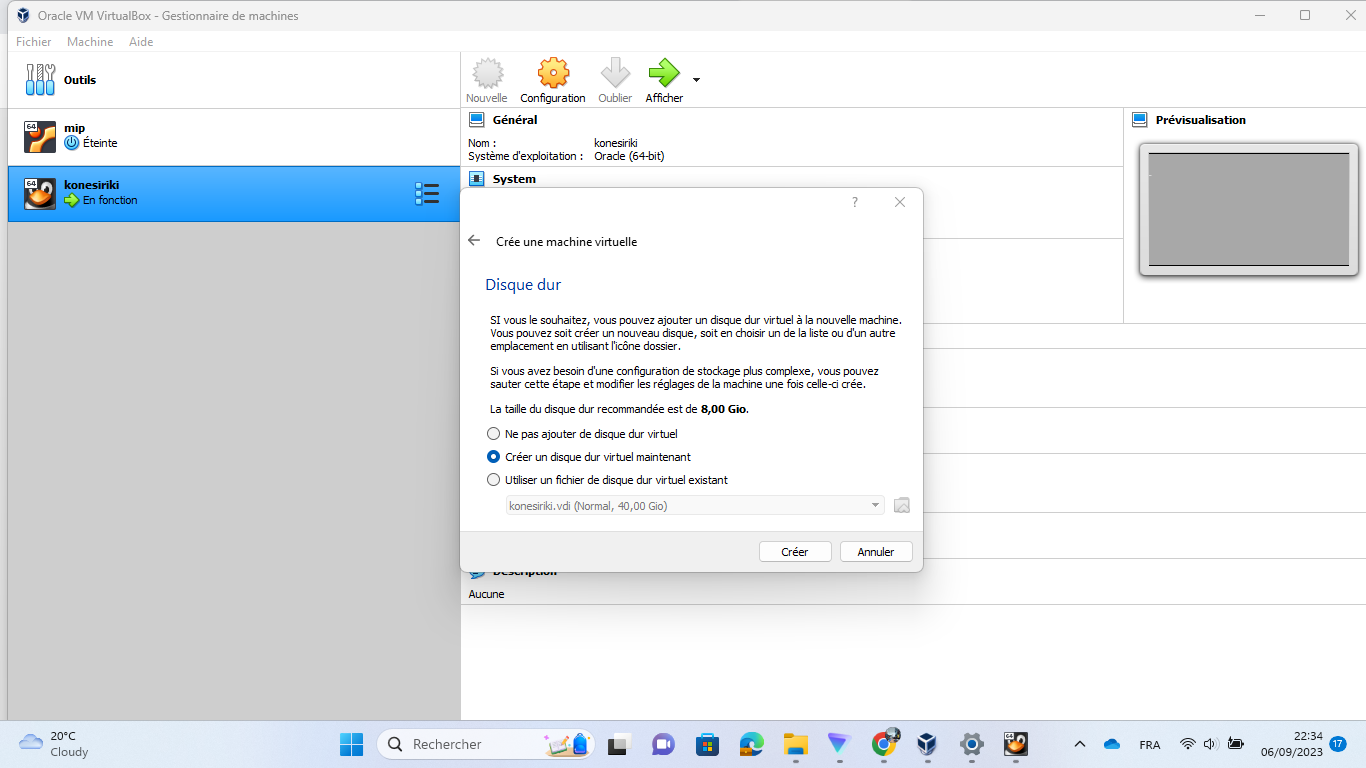 Oracle VM VirtualBox - Gestionnaire de machines
Fichier Machine Aide
Outils
Nouvelle Configuration Oublier Afficher
64
mip
Éteinte
64
konesiriki
En fonction
Général
Nom : konesiriki
Système d'exploitation : Oracle (64-bit)
System
Prévisualisation
?
Crée une machine virtuelle
Disque dur
SI vous le souhaitez, vous pouvez ajouter un disque dur virtuel à la nouvelle machine.
Vous pouvez soit créer un nouveau disque, soit en choisir un de la liste ou d'un autre
emplacement en utilisant l'icône dossier.
Si vous avez besoin d'une configuration de stockage plus complexe, vous pouvez
sauter cette étape et modifier les réglages de la machine une fois celle-ci crée.
La taille du disque dur recommandée est de 8,00 Gio.
Ne pas ajouter de disque dur virtuel
Créer un disque dur virtuel maintenant
Utiliser un fichier de disque dur virtuel existant
konesiriki.vdi (Normal, 40,00 Gio)
Créer Annuler
Description
Aucune
20°C
Cloudy
Rechercher
64
FRA
22:34
06/09/2023
17